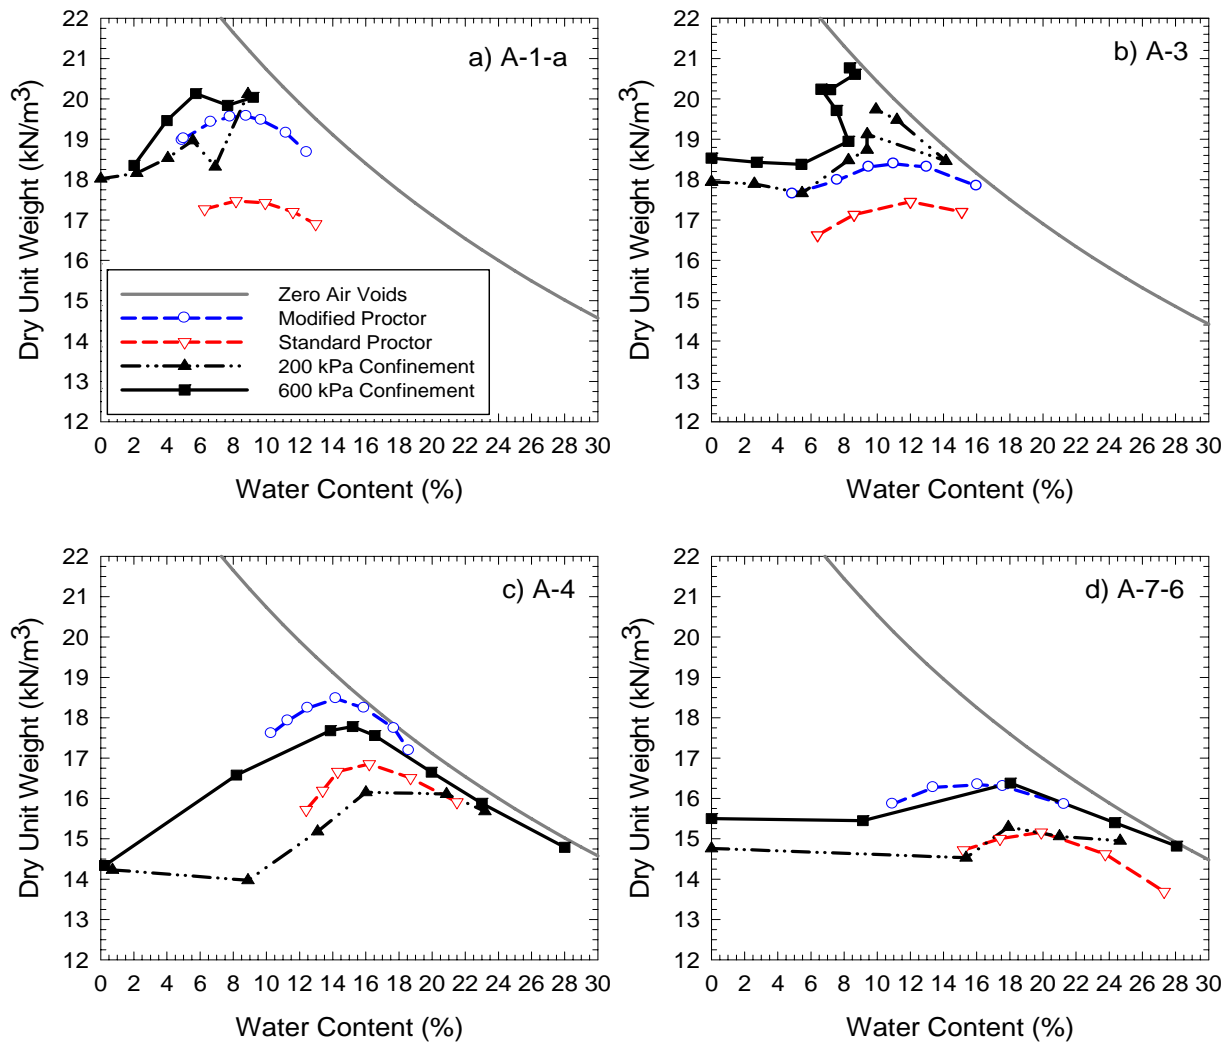 22
21
20
19
18
17
16
15
14
13
12
Dry Unit Weight (kN/m³)
a) A-1-a
Zero Air Voids
Modified Proctor
Standard Proctor
200 kPa Confinement
600 kPa Confinement
0 2 4 6 8 10 12 14 16 18 20 22 24 26 28 30
Water Content (%)
22
21
20
19
18
17
16
15
14
13
12
Dry Unit Weight (kN/m³)
b) A-3
0 2 4 6 8 10 12 14 16 18 20 22 24 26 28 30
Water Content (%)
22
21
20
19
18
17
16
15
14
13
12
Dry Unit Weight (kN/m³)
c) A-4
0 2 4 6 8 10 12 14 16 18 20 22 24 26 28 30
Water Content (%)
22
21
20
19
18
17
16
15
14
13
12
Dry Unit Weight (kN/m³)
d) A-7-6
0 2 4 6 8 10 12 14 16 18 20 22 24 26 28 30
Water Content (%)